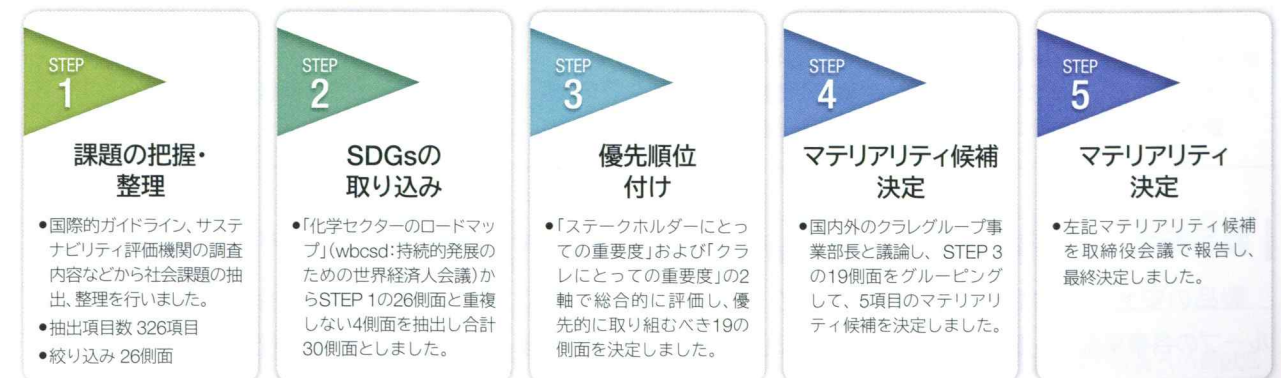 STEP
1
課題の把握・
整理
●国際的ガイドライン、サステ
ナビリティ評価機関の調査
内容などから社会課題の抽
出、整理を行いました。
●抽出項目数 326項目
●絞り込み 26側面
STEP
2
SDGsの
取り込み
●「化学セクターのロードマッ
プ」(wbcsd:持続的発展の
ための世界経済人会議)か
らSTEP 1の26側面と重複
しない4側面を抽出し合計
30側面としました。
STEP
3
優先順位
付け
●「ステークホルダーにとっ
ての重要度」および「クラ
レにとっての重要度」の2
軸で総合的に評価し、優
先的に取り組むべき19の
側面を決定しました。
STEP
4
マテリアリティ候補
決定
●国内外のクラレグループ事
業部長と議論し、STEP 3
の19側面をグルーピング
して、5項目のマテリアリ
ティ候補を決定しました。
STEP
5
マテリアリティ
決定
●左記マテリアリティ候補
を取締役会議で報告し、
最終決定しました。